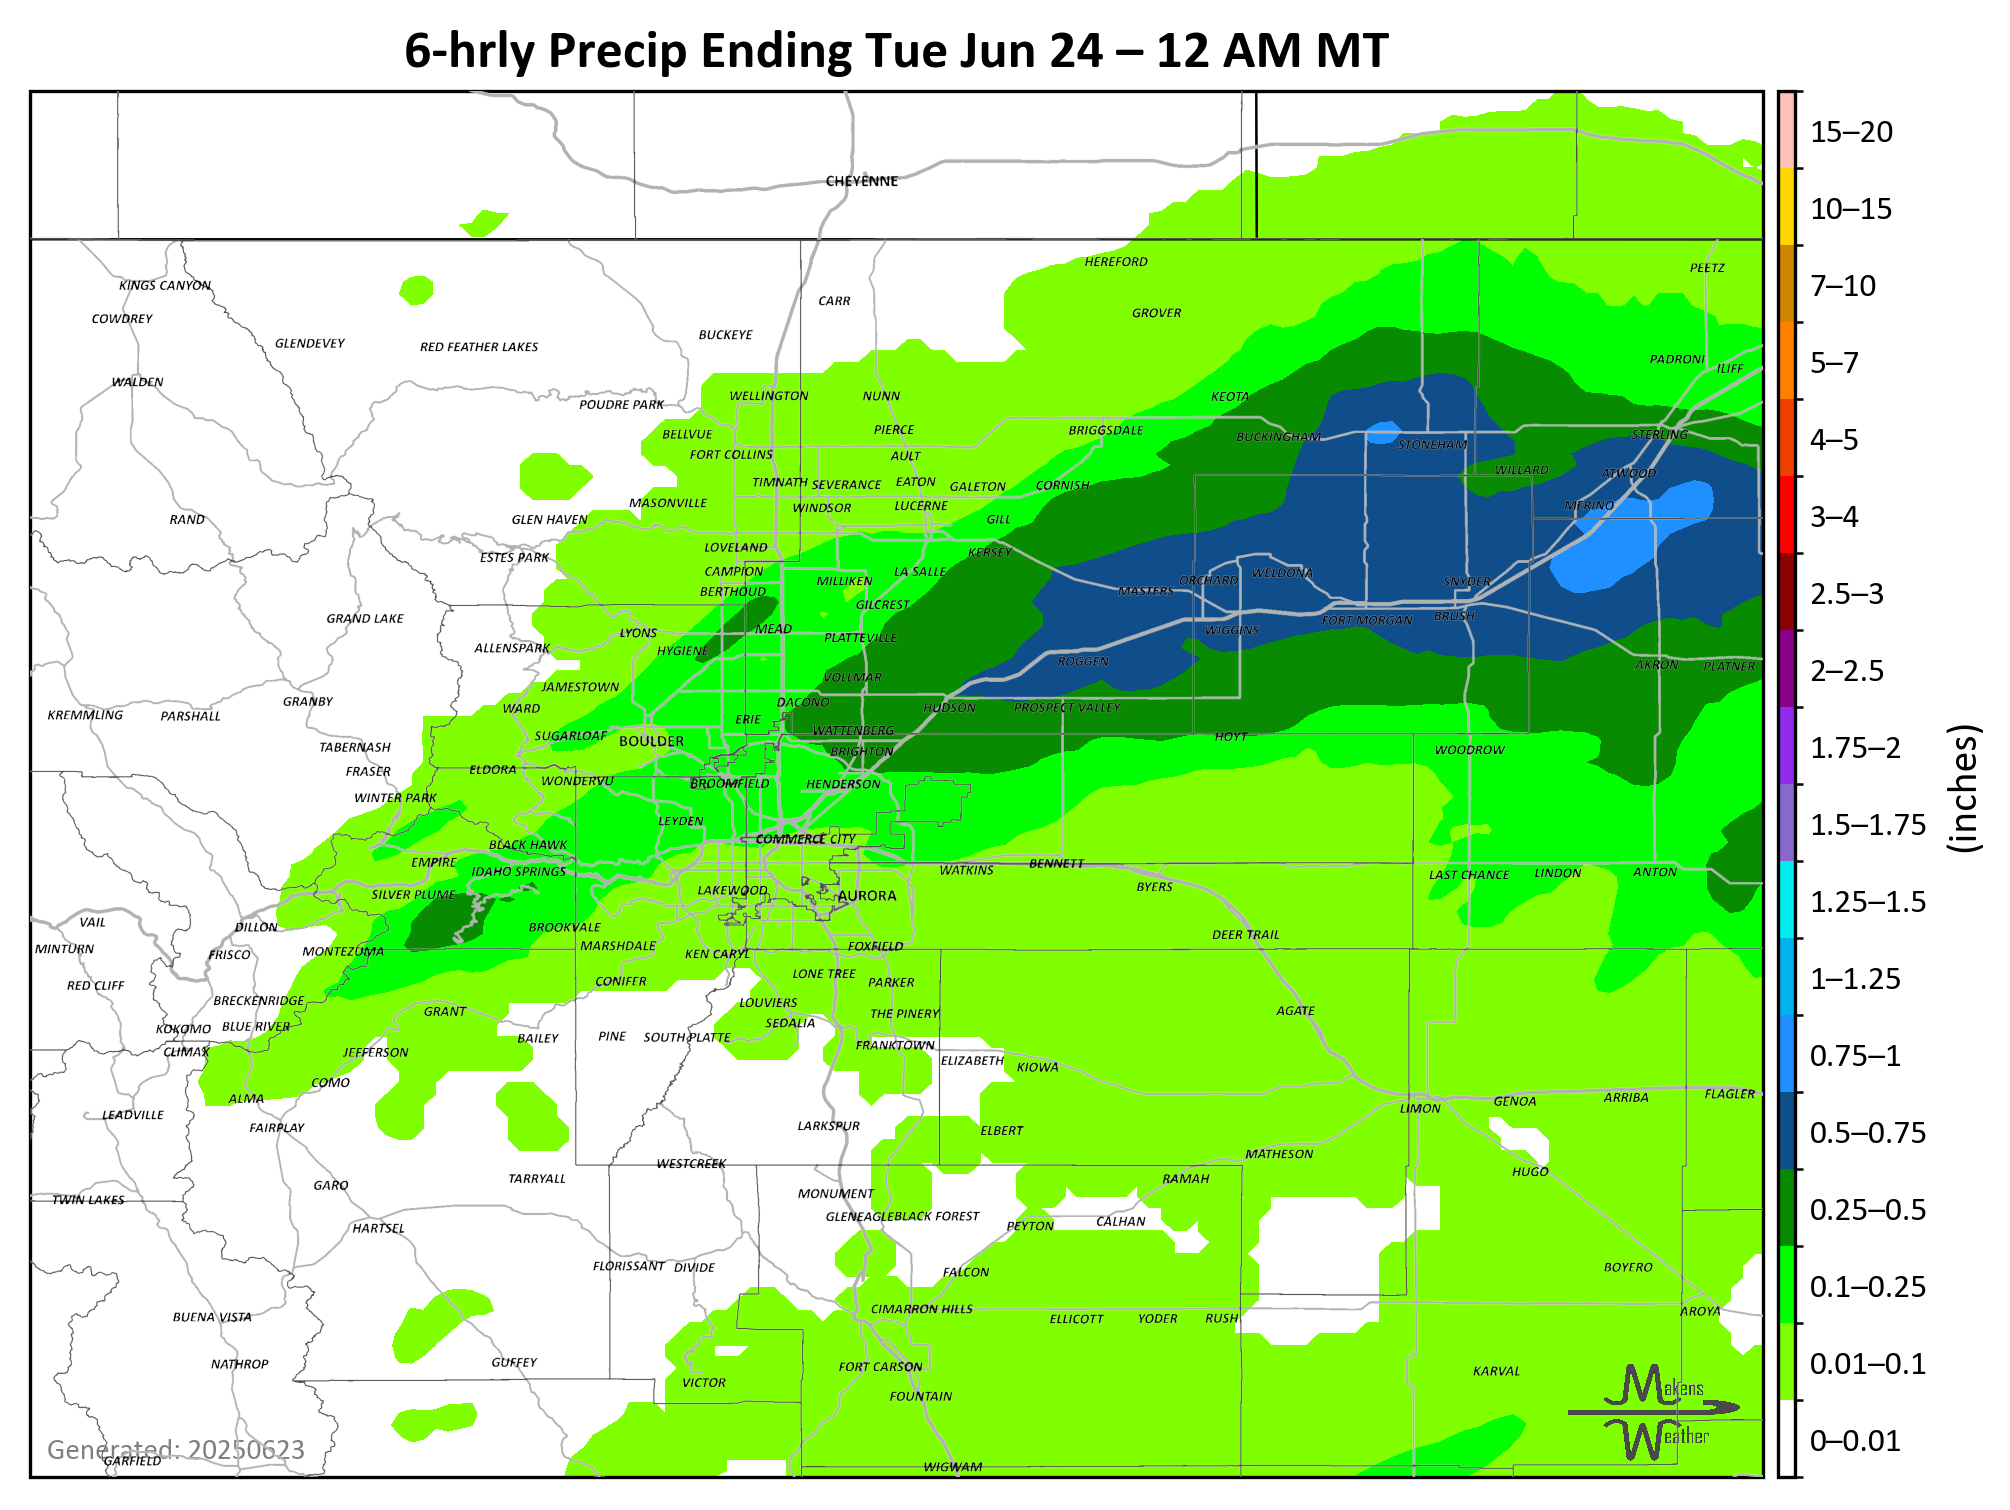 6-hrly Precip Ending Tue Jun 24 – 12 AM MT
CHEYENNE
HEREFORD
PEETZ
KINGS CANYON
CARR
COWDREY
GROVER
BUCKEYE
GLENDEVEY
RED FEATHER LAKES
PADRONI
ILIFF
WALDEN
WELLINGTON
NUNN
KEOTA
POUDRE PARK
BELLVUE
PIERCE
BRIGGSDALE
BUCKINGHAM
STONEHAM
STERLING
FORT COLLINS
AULT
WILLARD
ATWOOD
TIMNATH
SEVERANCE
EATON
GALETON
CORNISH
MASONVILLE
WINDSOR
LUCERNE
MERINO
RAND
GLEN HAVEN
GILL
ESTES PARK
LOVELAND
KERSEY
CAMPION
MILLIKEN
LA SALLE
ORCHARD
WELDONA
SNYDER
BERTHOUD
MASTERS
GILCREST
GRAND LAKE
LYONS
MEAD
PLATTEVILLE
WIGGINS
FORT MORGAN
BRUSH
ALLENSPARK
HYGIENE
ROGGEN
AKRON
PLATNER
JAMESTOWN
VOLLMAR
GRANBY
WARD
DACONO
HUDSON
PROSPECT VALLEY
KREMMLING
PARSHALL
ERIE
TABERNASH
SUGARLOAF
BOULDER
WATTENBERG
HOYT
WOODROW
BRIGHTON
FRASER
ELDORA
WONDERVU
BROOMFIELD
HENDERSON
WINTER PARK
LEYDEN
BLACK HAWK
COMMERCE CITY
EMPIRE
IDAHO SPRINGS
WATKINS
BENNETT
BYERS
LAST CHANCE
LINDON
ANTON
SILVER PLUME
LAKEWOOD
AURORA
VAIL
DILLON
BROOKVALE
DEER TRAIL
MINTURN
FRISCO
MONTEZUMA
MARSHDALE
KEN CARYL
FOXFIELD
RED CLIFF
CONIFER
LONE TREE
PARKER
BRECKENRIDGE
GRANT
LOUVIERS
THE PINERY
AGATE
KOKOMO
BLUE RIVER
BAILEY
PINE
SOUTH PLATTE
SEDALIA
FRANKTOWN
CLIMAX
JEFFERSON
ELIZABETH
KIOWA
COMO
ALMA
LIMON
GENOA
ARRIBA
FLAGLER
LEADVILLE
FAIRPLAY
LARKSPUR
ELBERT
WESTCREEK
MATHESON
HUGO
GARO
TARRYALL
MONUMENT
RAMAH
TWIN LAKES
GLENEAGLE
BLACK FOREST
PEYTON
CALHAN
HARTSEL
FLORISSANT
DIVIDE
FALCON
BOYERO
BUENA VISTA
CIMARRON HILLS
ELLICOTT
YODER
RUSH
AROYA
NATHROP
GUFFEY
FORT CARSON
KARVAL
VICTOR
FOUNTAIN
Makens
Weather
GARFIELD
WIGWAM
Generated: 20250623
15–20
10–15
7–10
5–7
4–5
3–4
2.5–3
2–2.5
1.75–2
1.5–1.75
1.25–1.5
1–1.25
0.75–1
0.5–0.75
0.25–0.5
0.1–0.25
0.01–0.1
0–0.01
(inches)